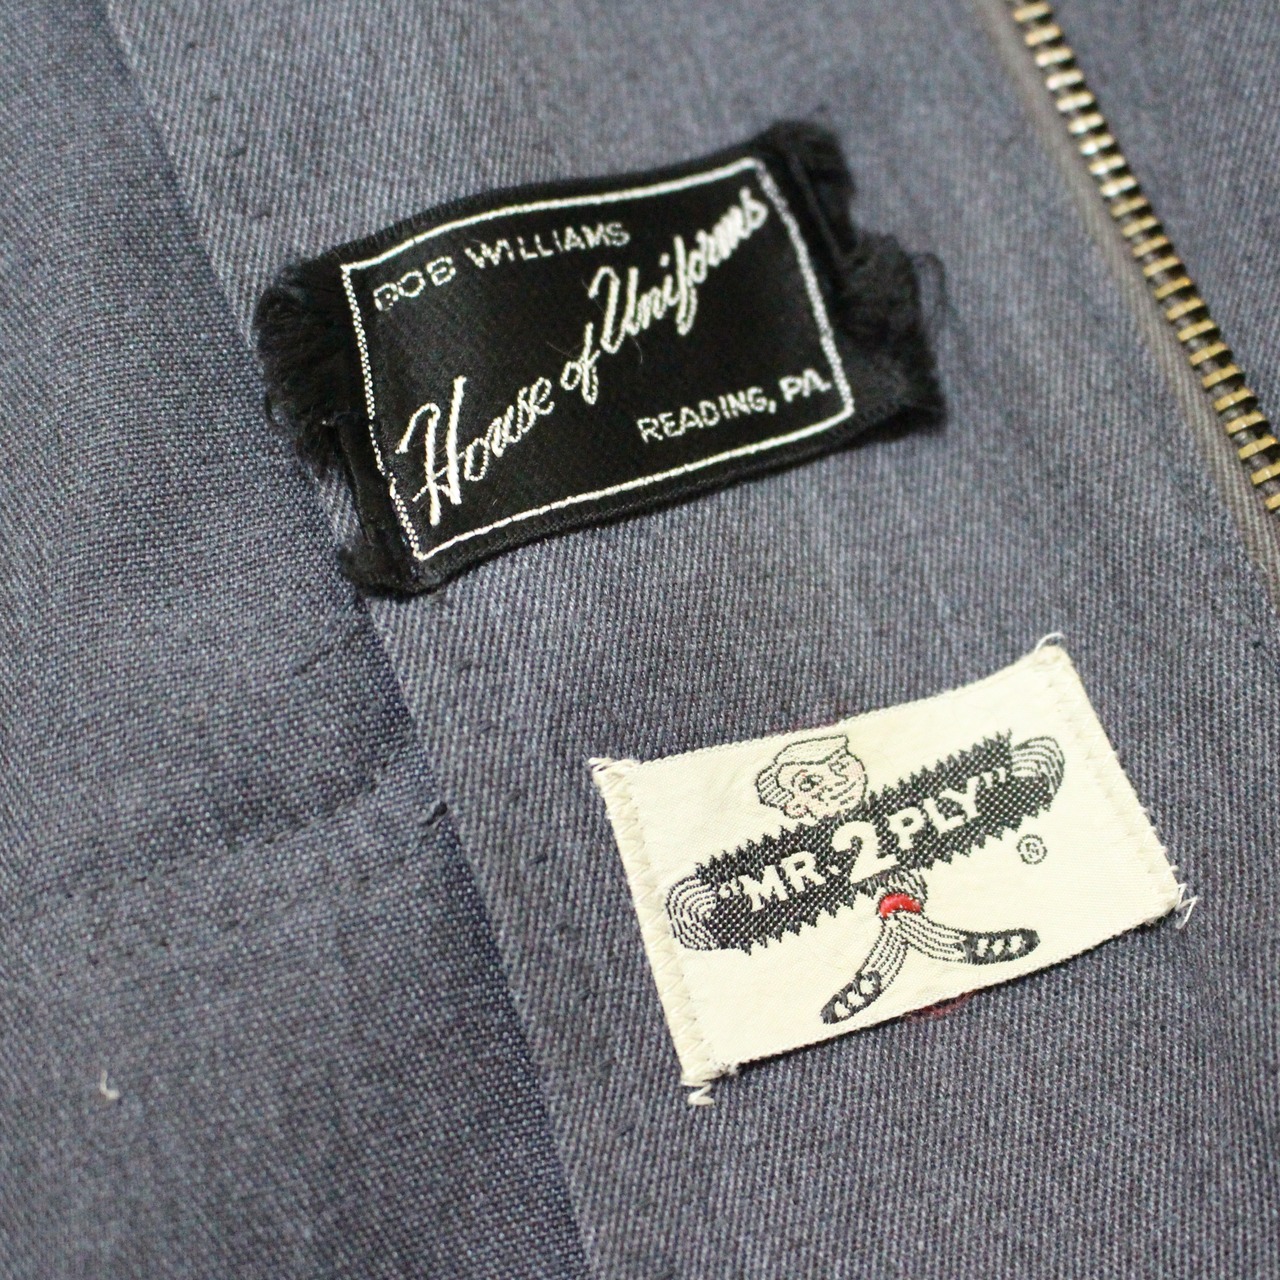 BOB WILLIAMS
House of Uniforms
READING, PA.
"MR. 2 PLY"
®